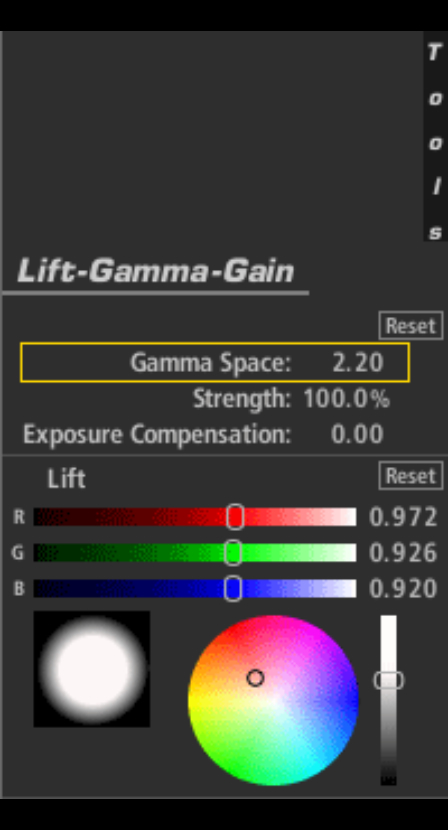 Tools
Lift-Gamma-Gain
Reset
Gamma Space: 2.20
Strength: 100.0%
Exposure Compensation: 0.00
Lift Reset
R 0.972
G 0.926
B 0.920